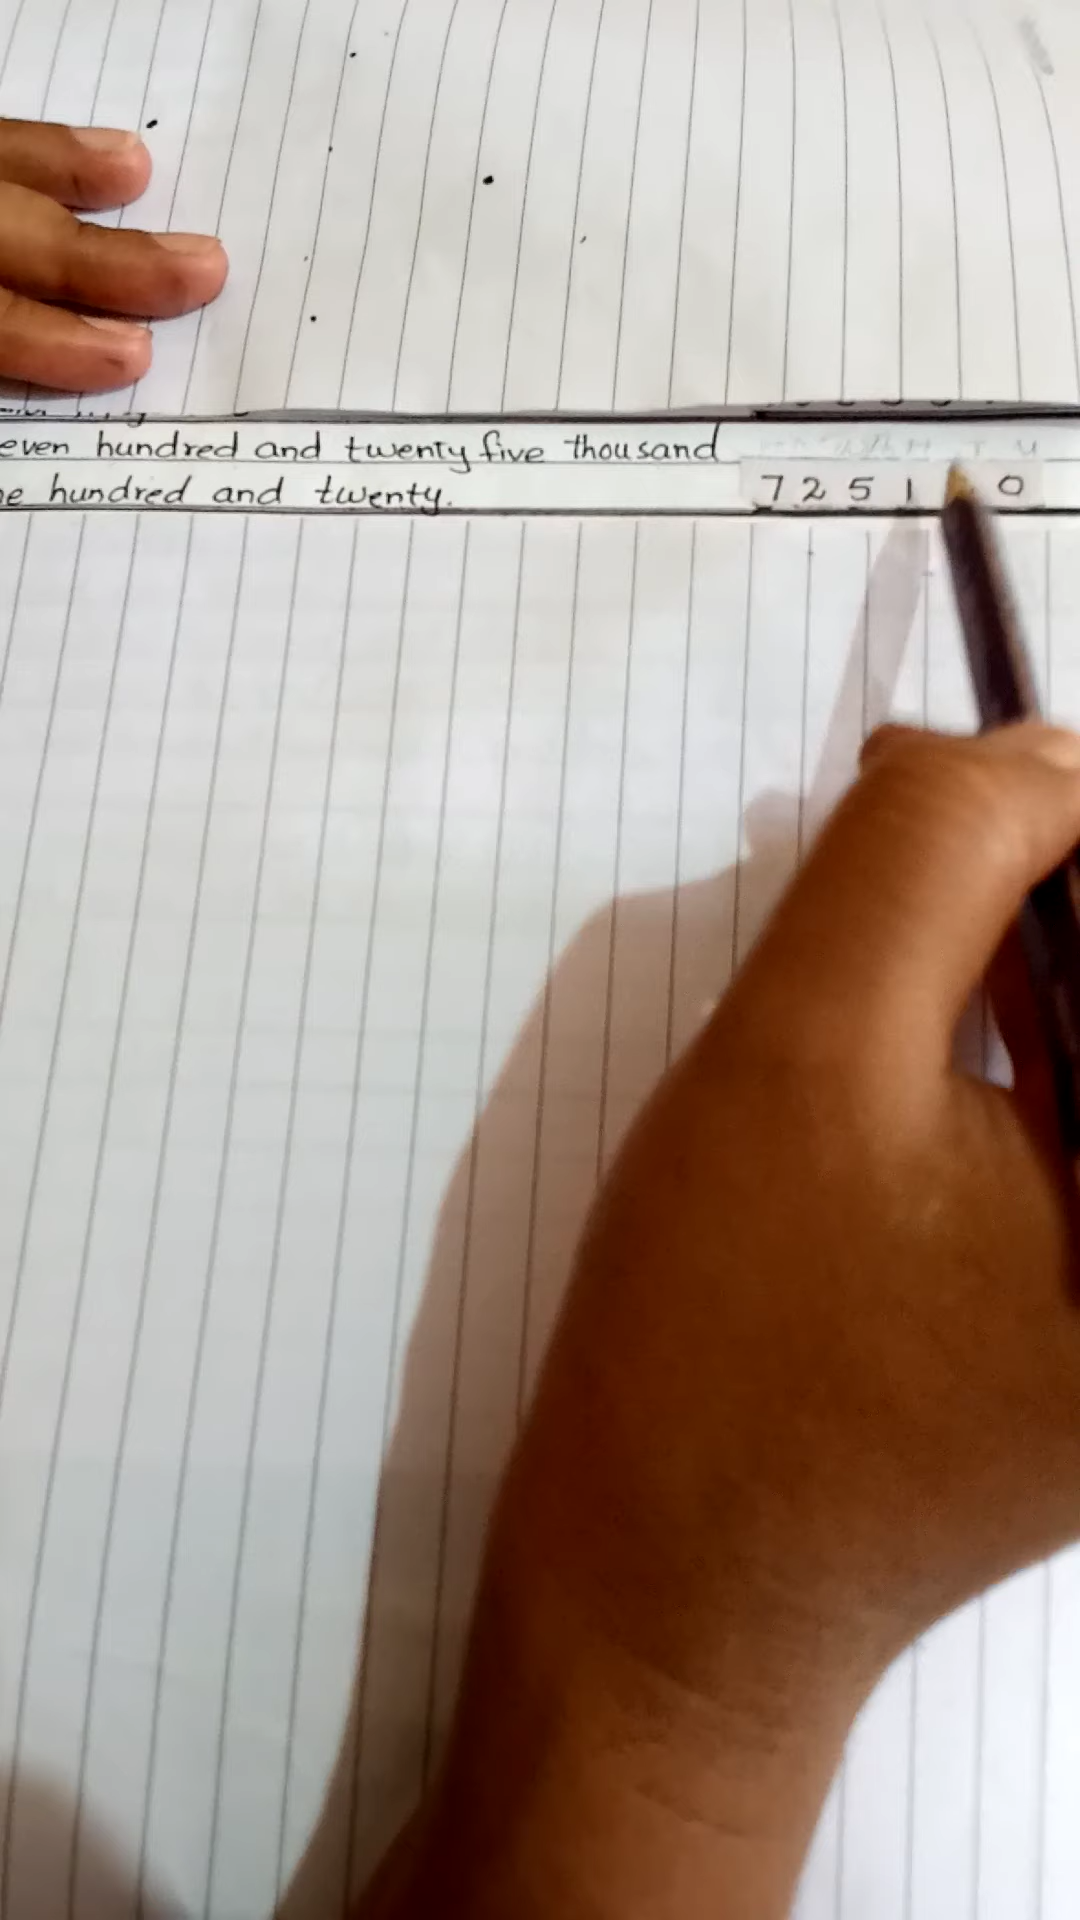 even hundred and twenty five thousand
H T U
e hundred and twenty.
7 2 5 1 0